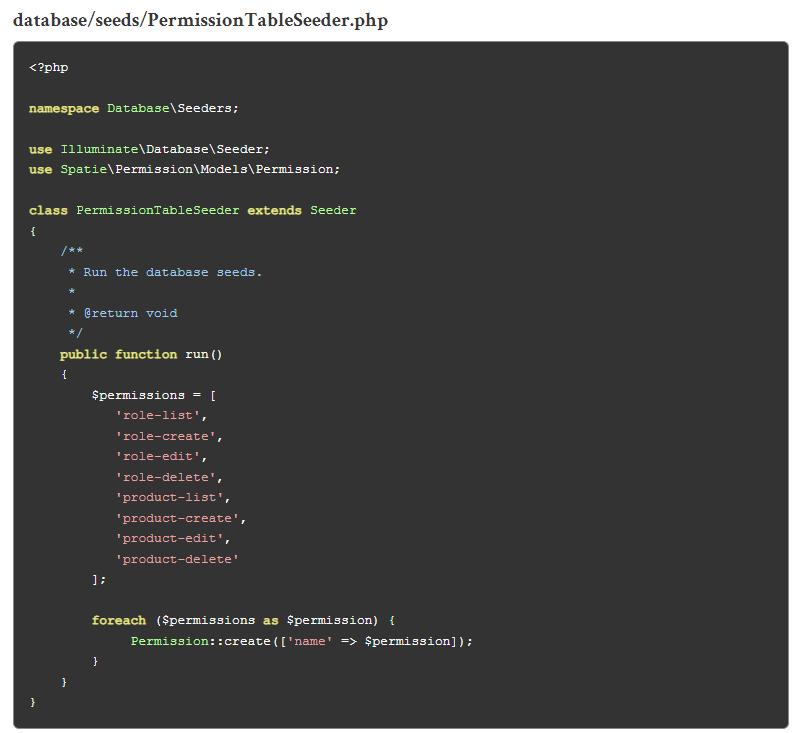 database/seeds/PermissionTableSeeder.php
<?php
namespace Database\Seeders;
use Illuminate\Database\Seeder;
use Spatie\Permission\Models\Permission;
class PermissionTableSeeder extends Seeder
{
    /**
     * Run the database seeds.
     *
     * @return void
     */
    public function run()
    {
        $permissions = [
           'role-list',
           'role-create',
           'role-edit',
           'role-delete',
           'product-list',
           'product-create',
           'product-edit',
           'product-delete'
        ];
        foreach ($permissions as $permission) {
             Permission::create(['name' => $permission]);
        }
    }
}